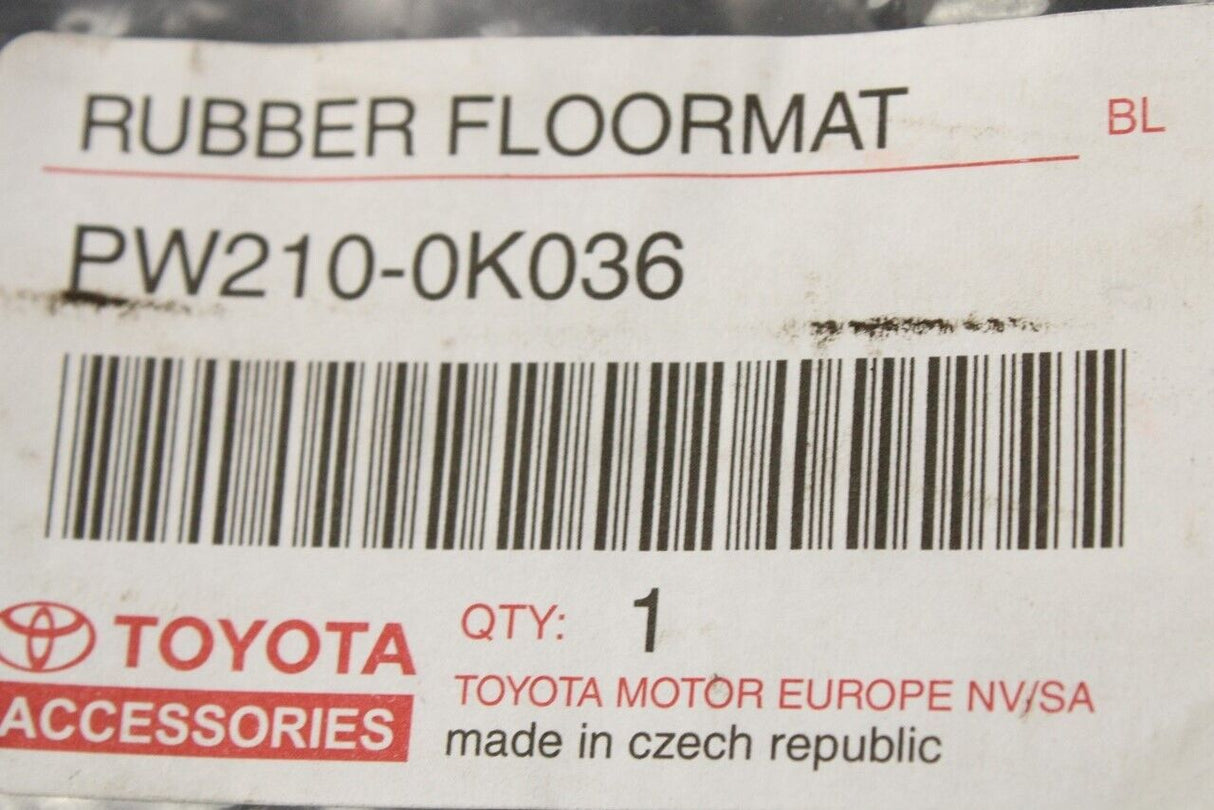 RUBBER FLOORMAT BL
PW210-0K036
TOYOTA
ACCESSORIES
QTY: 1
TOYOTA MOTOR EUROPE NV/SA
made in czech republic